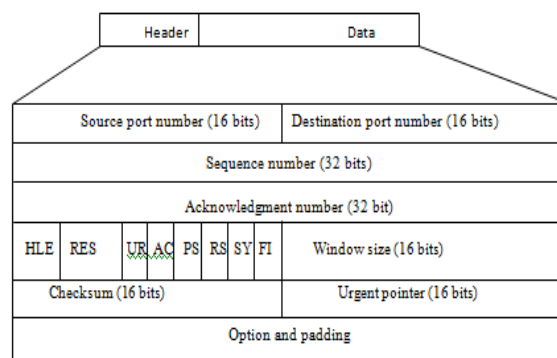 Header Data
Source port number (16 bits) Destination port number (16 bits)
Sequence number (32 bits)
Acknowledgment number (32 bit)
HLE RES UR AC PS RS SY FI Window size (16 bits)
Checksum (16 bits) Urgent pointer (16 bits)
Option and padding